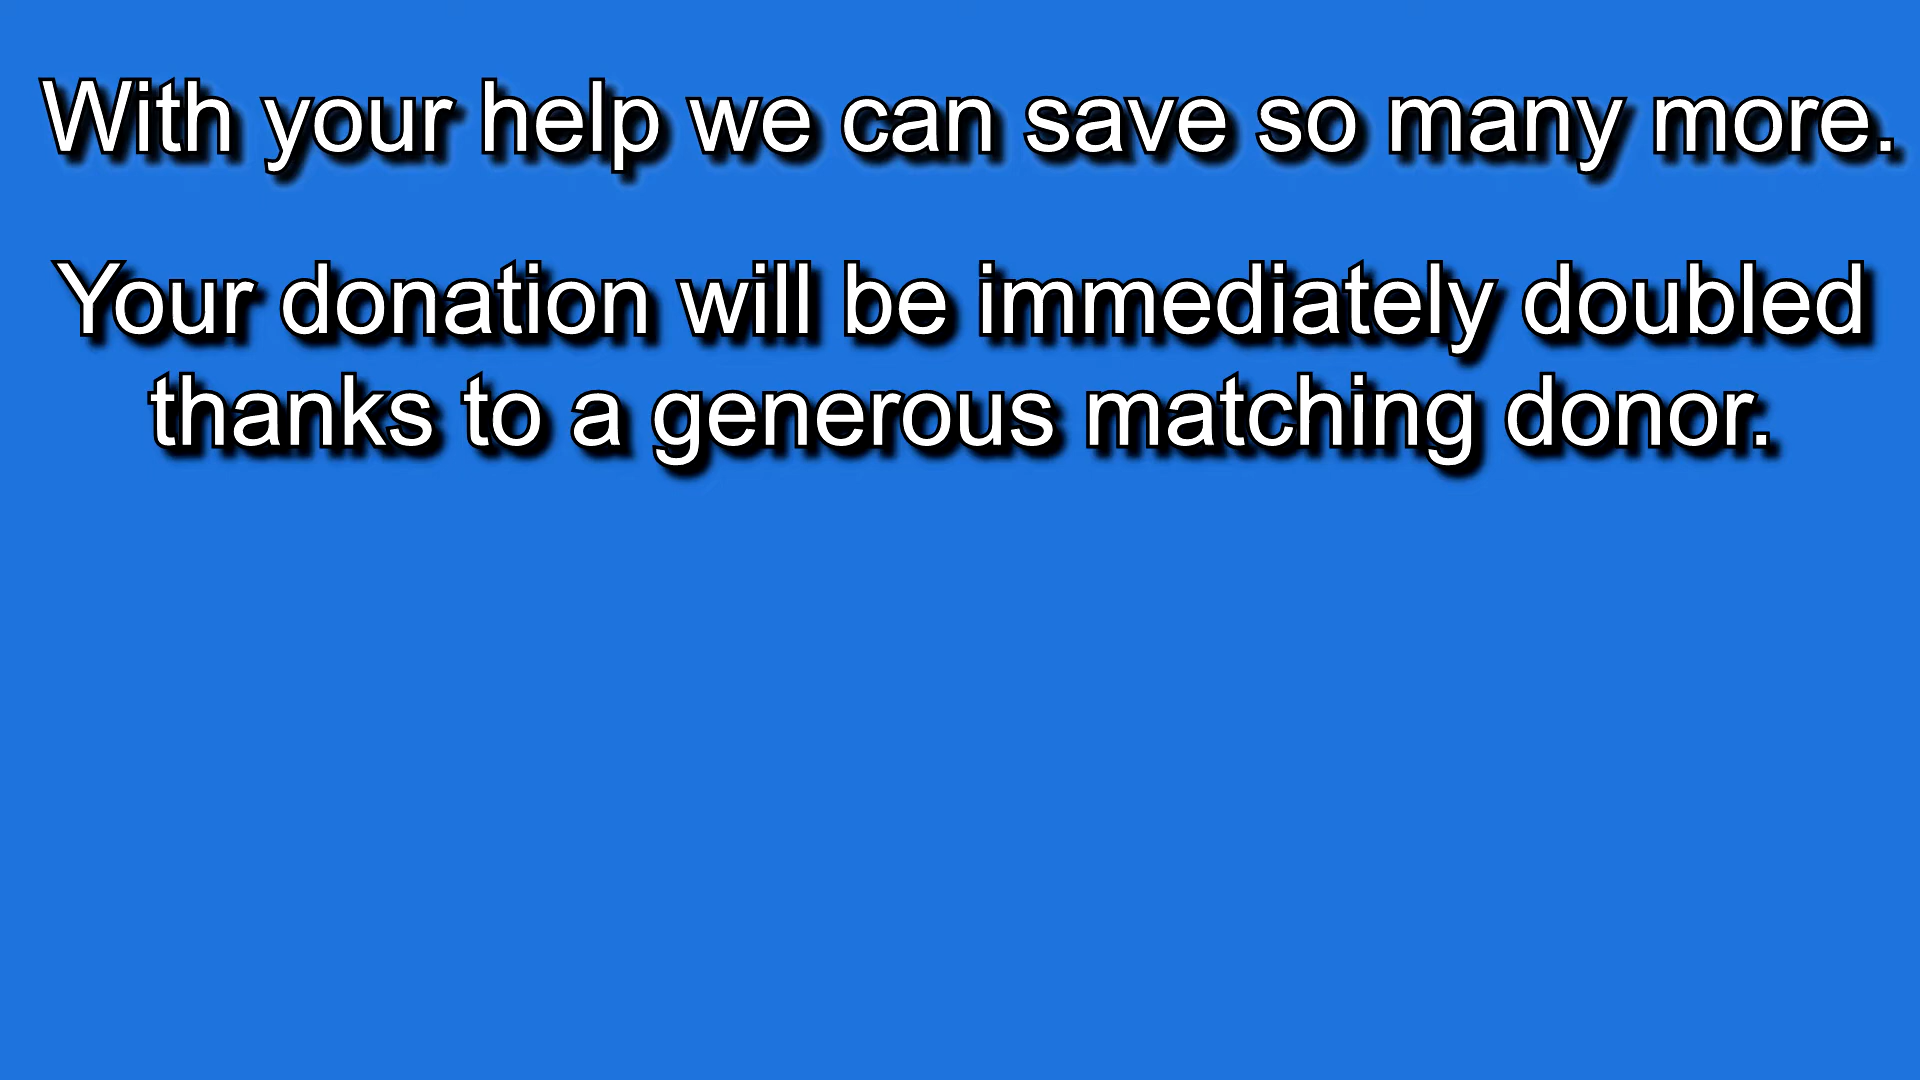 With your help we can save so many more.
Your donation will be immediately doubled
thanks to a generous matching donor.